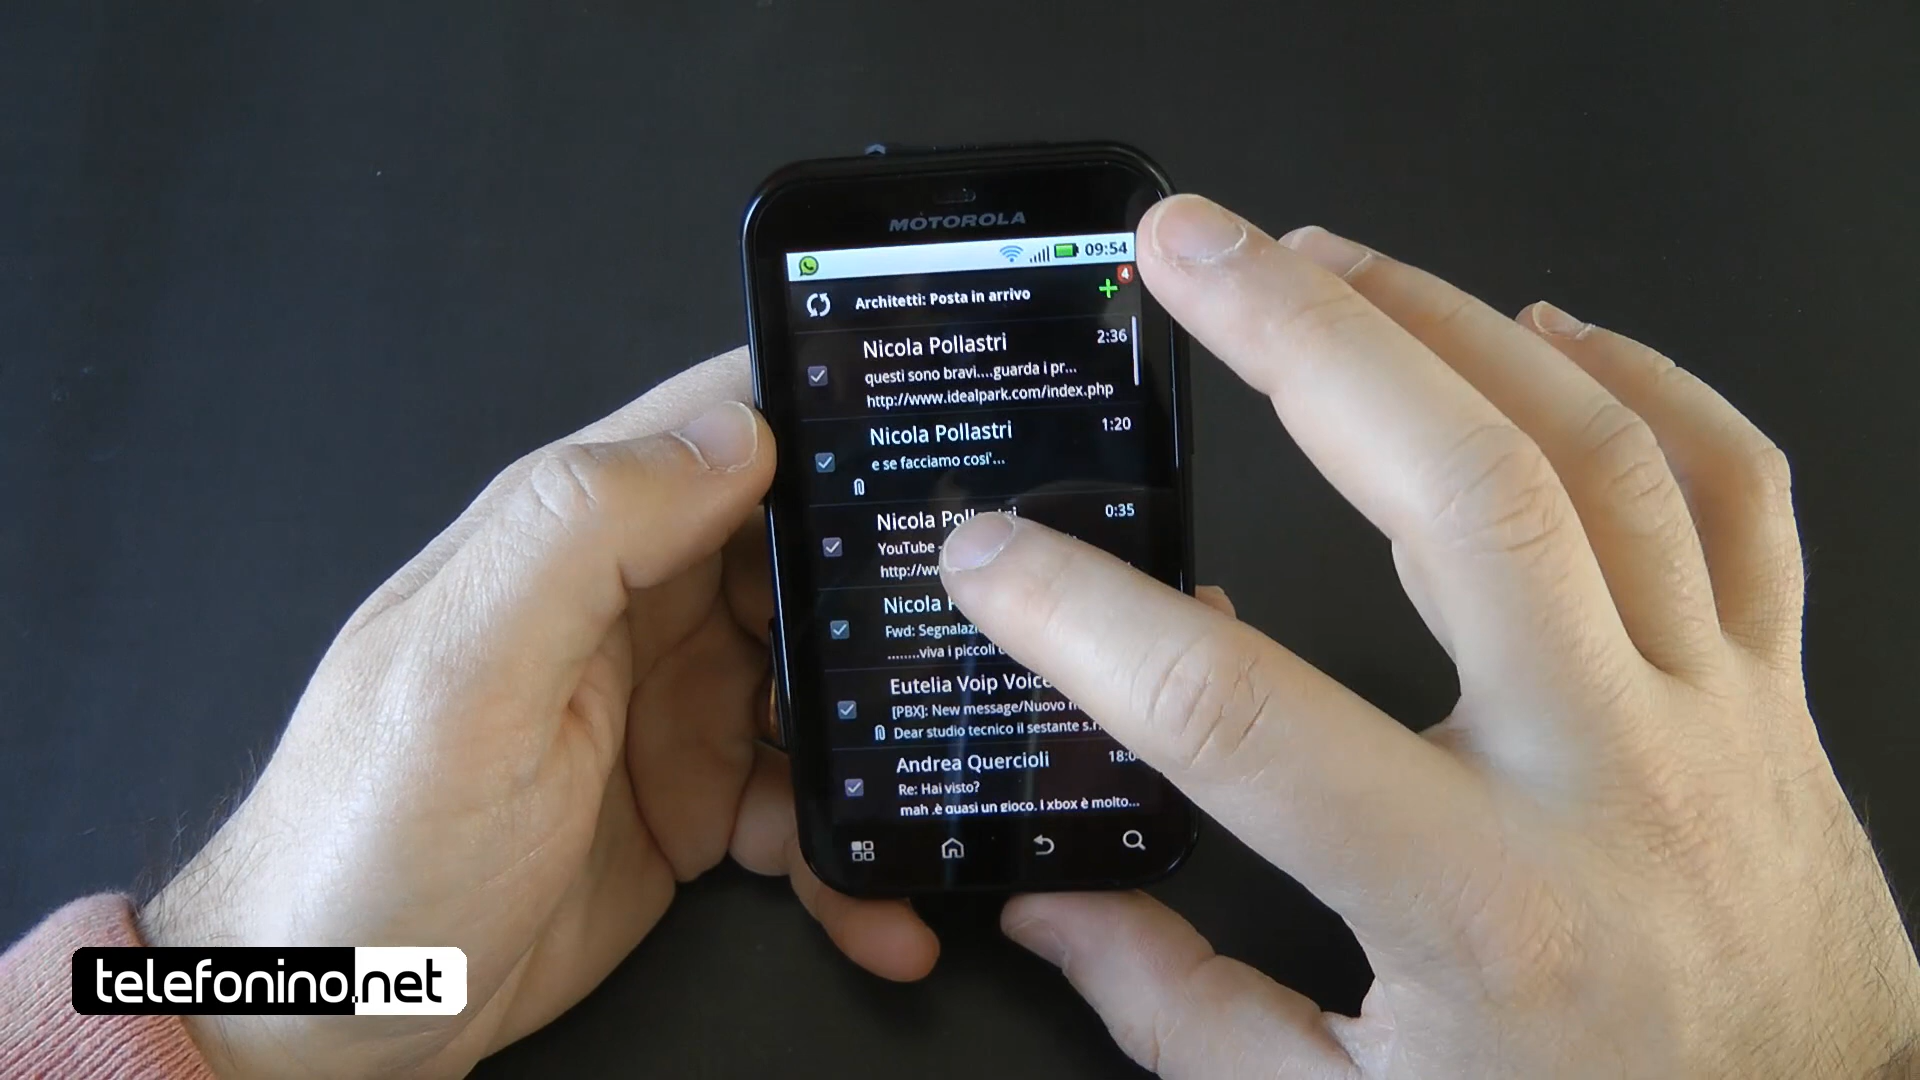 MOTOROLA
09:54
4
Architetti: Posta in arrivo
Nicola Pollastri 2:36
questi sono bravi....guarda i pr...
http://www.idealpark.com/index.php
Nicola Pollastri 1:20
e se facciamo cosi'...
Nicola 0:35
YouTube -
http://ww
Nicola
Fwd:
........viva i piccoli
Eutelia Voip
[PBX]: New message/Nuovo
Dear studio tecnico il sestante
Andrea Quercioli
Re: Hai visto?
mah .è quasi un gioco. l xbox è molto...
telefonino.net